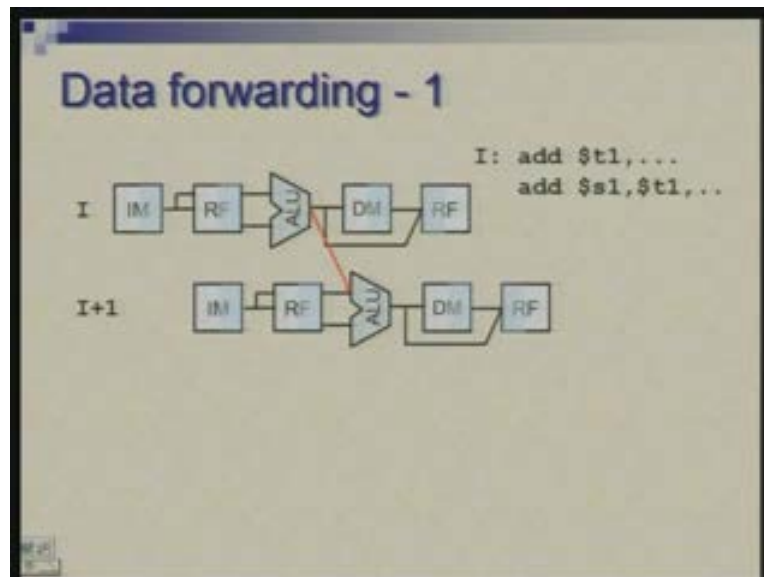 Data forwarding - 1
I: add $t1,...
add $s1,$t1,..
I
IM
RF
ALU
DM
RF
I+1
IM
RF
ALU
DM
RF